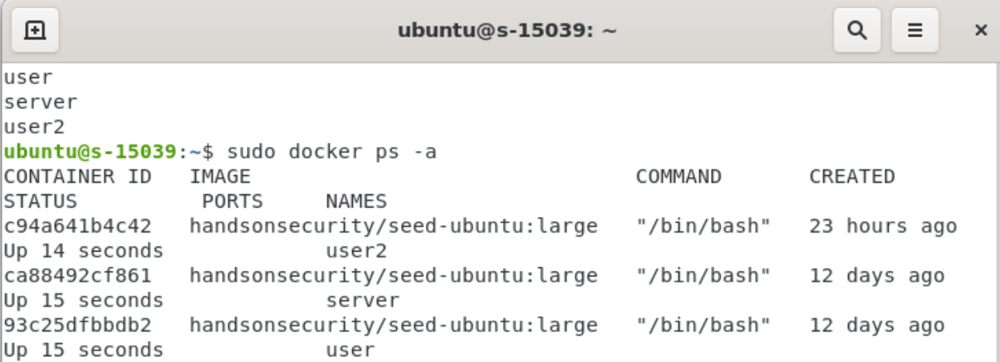 ubuntu@s-15039: ~
user
server
user2
ubuntu@s-15039:~$ sudo docker ps -a
CONTAINER ID   IMAGE                               COMMAND       CREATED
STATUS          PORTS     NAMES
c94a641b4c42   handsonsecurity/seed-ubuntu:large   "/bin/bash"   23 hours ago
Up 14 seconds             user2
ca88492cf861   handsonsecurity/seed-ubuntu:large   "/bin/bash"   12 days ago
Up 15 seconds             server
93c25dfbbdb2   handsonsecurity/seed-ubuntu:large   "/bin/bash"   12 days ago
Up 15 seconds             user